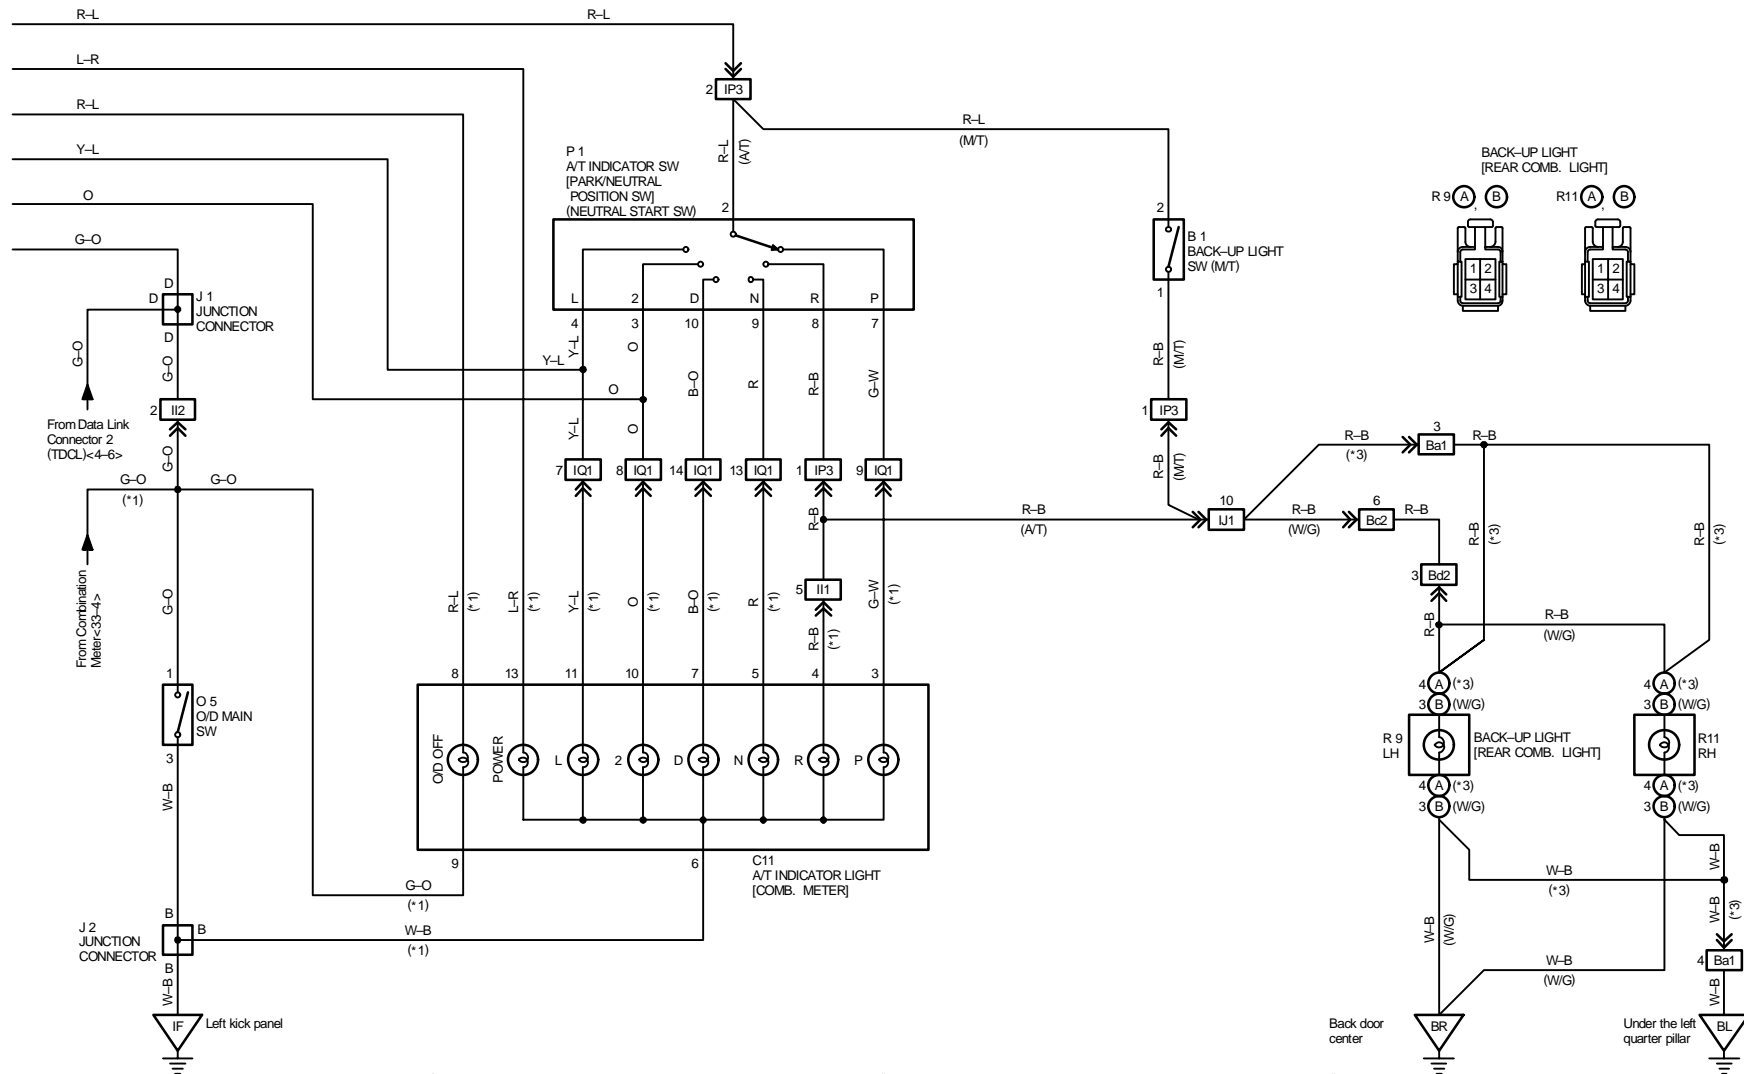 R–L
R–L
L–R
R–L
Y–L
O
G–O
2 IP3
R–L
(A/T)
R–L
(M/T)
P 1
A/T INDICATOR SW
[PARK/NEUTRAL
POSITION SW]
(NEUTRAL START SW)
2
L 2 D N R P
4 3 10 9 8 7
BACK–UP LIGHT
[REAR COMB. LIGHT]
R 9 A , B
R11 A , B
1 2
3 4
1 2
3 4
2
B 1
BACK–UP LIGHT
SW (M/T)
1
D
D
J 1
JUNCTION
CONNECTOR
D
G–O
G–O
2 II2
From Data Link
Connector 2
(TDCL)<4–6>
G–O
G–O
(*1)
G–O
From Combination
Meter<33–4>
G–O
Y–L
Y–L
O
O
B–O
R
R–B
G–W
Y–L
O
7 IQ1
8 IQ1
14 IQ1
13 IQ1
1 IP3
9 IQ1
R–B
(M/T)
1 IP3
R–B
(M/T)
R–B
R–B
(A/T)
10
IJ1
R–B
(*3)
3
Ba1
R–B
R–B
(W/G)
6
Bc2
R–B
R–B
(*3)
R–B
(*3)
3 Bd2
R–B
R–B
(W/G)
5 II1
R–L
(*1)
L–R
(*1)
Y–L
(*1)
O
(*1)
B–O
(*1)
R
(*1)
R–B
(*1)
G–W
(*1)
8 13 11 10 7 5 4 3
O/D OFF
POWER
L 2 D N R P
9
6
C11
A/T INDICATOR LIGHT
[COMB. METER]
1
O 5
O/D MAIN
SW
3
W–B
G–O
(*1)
W–B
(*1)
B
B
J 2
JUNCTION
CONNECTOR
B
W–B
IF
Left kick panel
4 A (*3)
3 B (W/G)
4 A (*3)
3 B (W/G)
R 9
LH
BACK–UP LIGHT
[REAR COMB. LIGHT]
R11
RH
4 A (*3)
3 B (W/G)
4 A (*3)
3 B (W/G)
W–B
W–B
(*3)
W–B
(*3)
W–B
(W/G)
W–B
(W/G)
4 Ba1
W–B
Back door
center
BR
Under the left
quarter pillar
BL